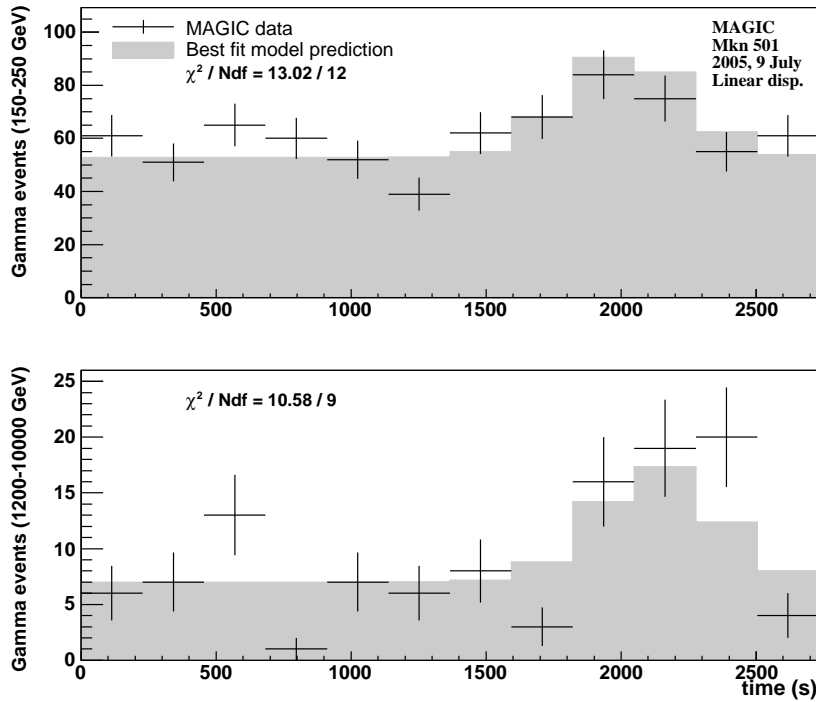 MAGIC data
Best fit model prediction
χ² / Ndf = 13.02 / 12
MAGIC
Mkn 501
2005, 9 July
Linear disp.
Gamma events (150-250 GeV)
100
80
60
40
20
0
0 500 1000 1500 2000 2500
χ² / Ndf = 10.58 / 9
Gamma events (1200-10000 GeV)
25
20
15
10
5
0
0 500 1000 1500 2000 2500
time (s)